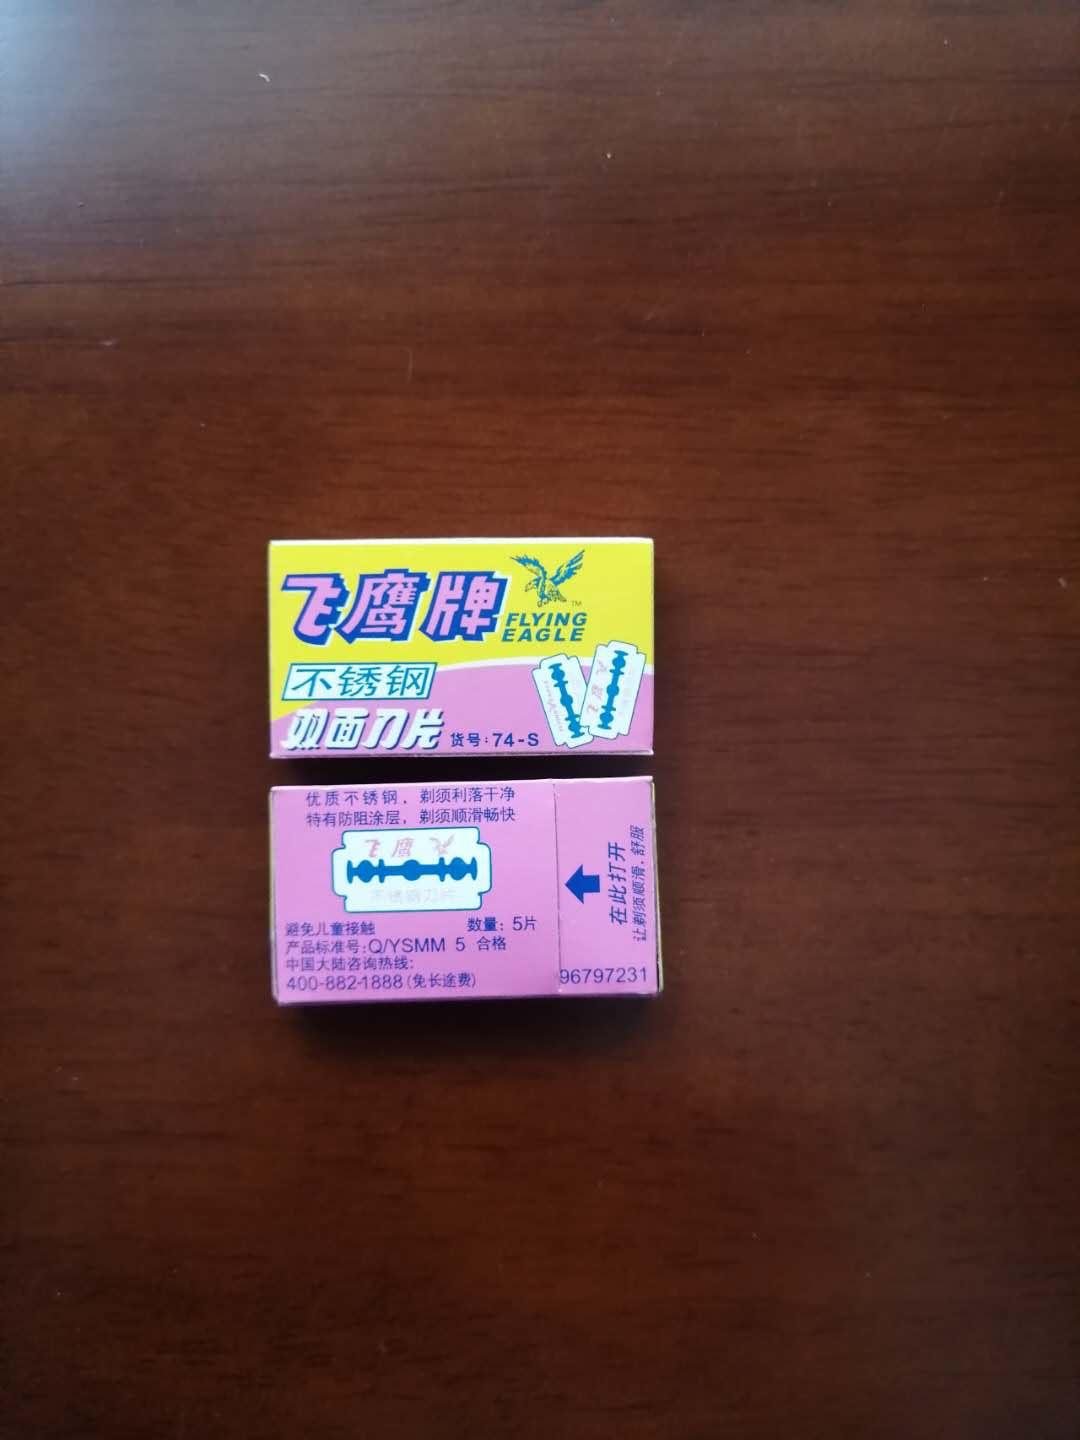 飞鹰牌
™
FLYING
EAGLE
不锈钢
双面刀片
货号:74-S
优质不锈钢，剃须利落干净
特有防阻涂层，剃须顺滑畅快
不锈钢刀片
避免儿童接触
数量: 5片
产品标准号:Q/YSMM 5 合格
中国大陆咨询热线:
400-882-1888(免长途费)
在此打开
让剃须顺滑，舒服
96797231